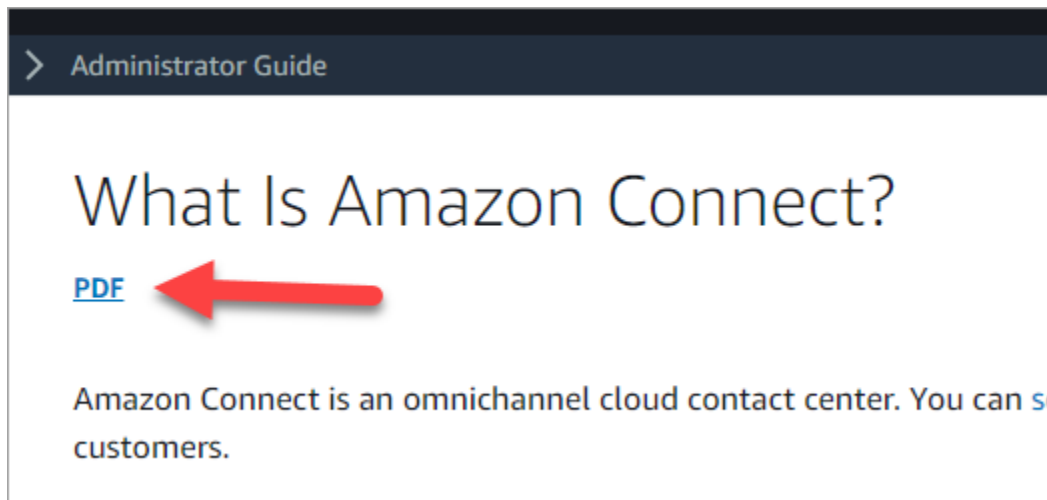 Administrator Guide
What Is Amazon Connect?
PDF
Amazon Connect is an omnichannel cloud contact center. You can
customers.